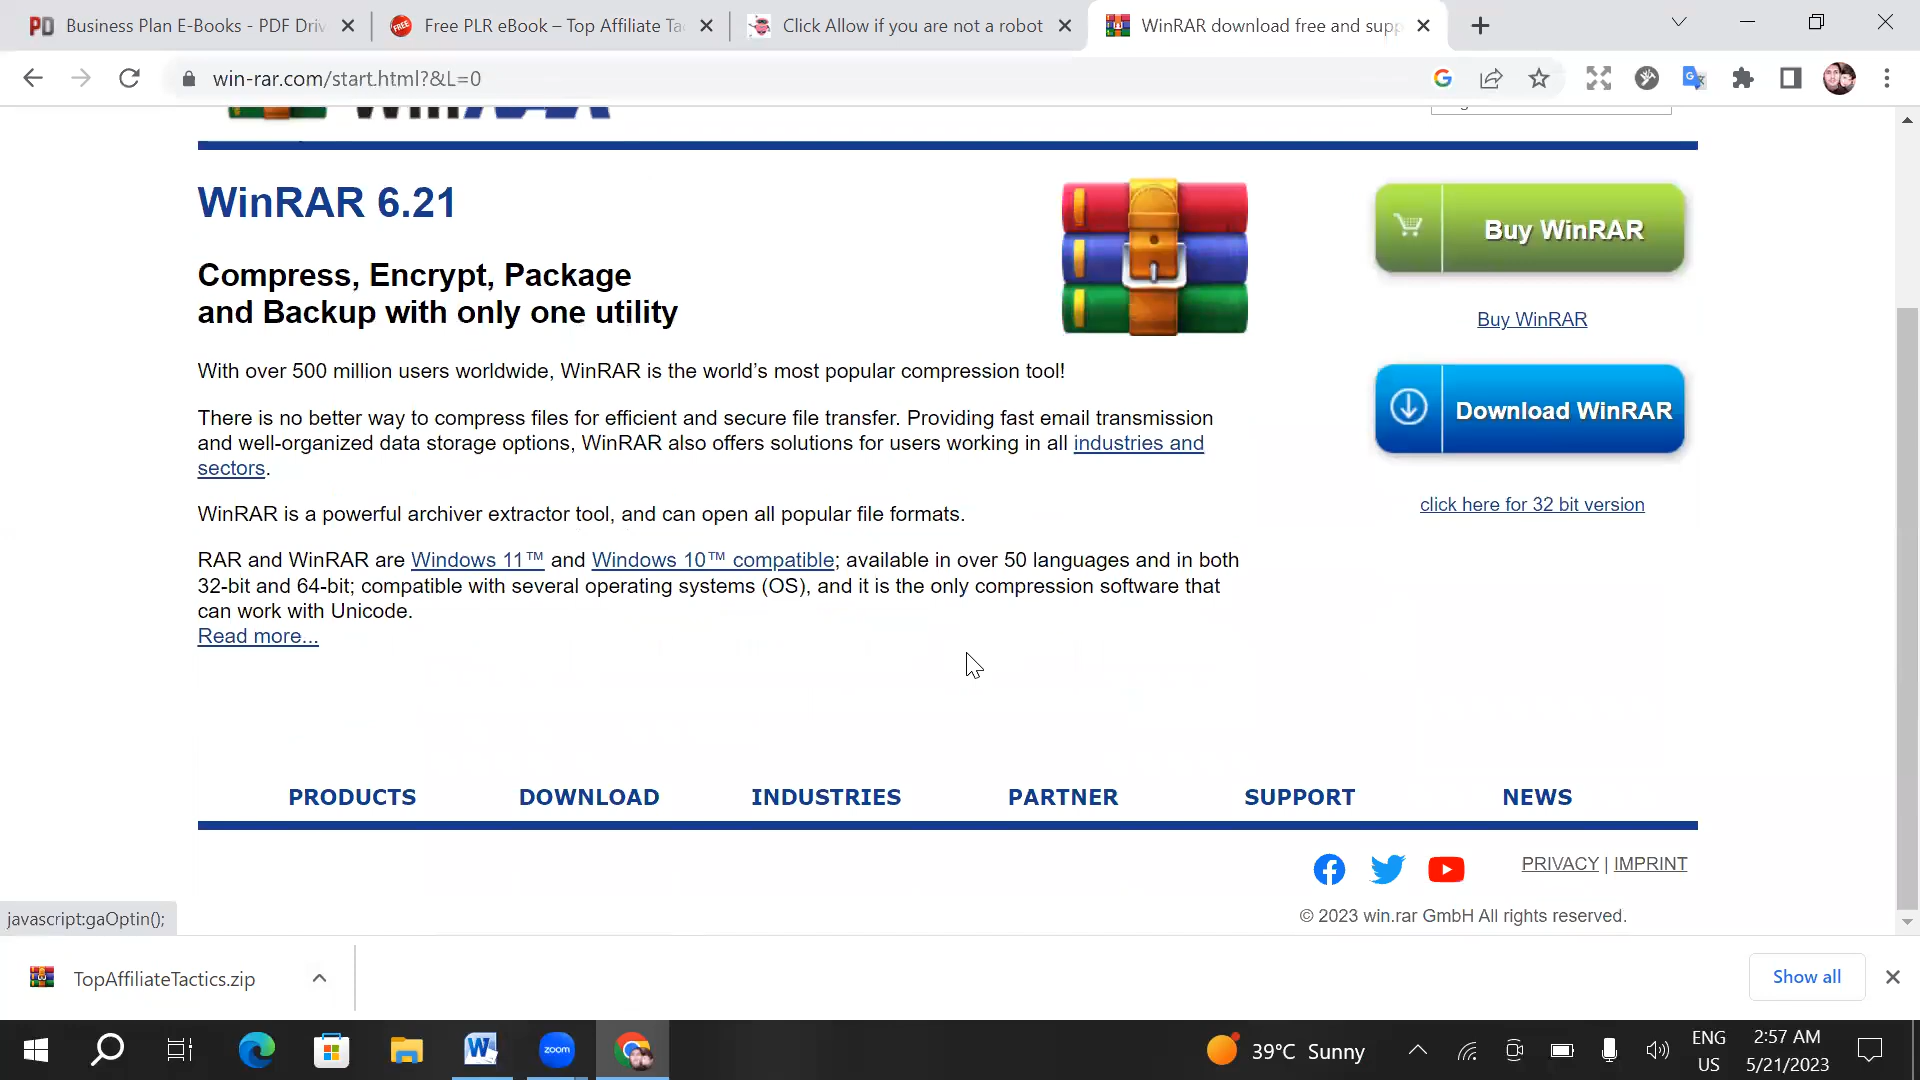 Business Plan E-Books - PDF Driv
Free PLR eBook – Top Affiliate Ta
Click Allow if you are not a robot
WinRAR download free and supp
win-rar.com/start.html?&L=0
WinRAR 6.21
Buy WinRAR
Compress, Encrypt, Package
and Backup with only one utility
Buy WinRAR
With over 500 million users worldwide, WinRAR is the world's most popular compression tool!
Download WinRAR
There is no better way to compress files for efficient and secure file transfer. Providing fast email transmission
and well-organized data storage options, WinRAR also offers solutions for users working in all industries and
sectors.
click here for 32 bit version
WinRAR is a powerful archiver extractor tool, and can open all popular file formats.
RAR and WinRAR are Windows 11™ and Windows 10™ compatible; available in over 50 languages and in both
32-bit and 64-bit; compatible with several operating systems (OS), and it is the only compression software that
can work with Unicode.
Read more...
PRODUCTS DOWNLOAD INDUSTRIES PARTNER SUPPORT NEWS
PRIVACY | IMPRINT
© 2023 win.rar GmbH All rights reserved.
javascript:gaOptin();
TopAffiliateTactics.zip
Show all
zoom
39°C Sunny
ENG
US
2:57 AM
5/21/2023